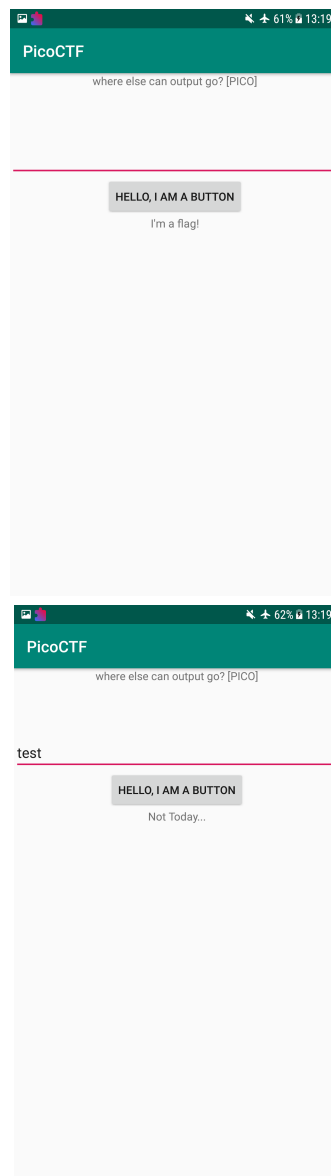 61% 13:19
PicoCTF
where else can output go? [PICO]
HELLO, I AM A BUTTON
I'm a flag!
62% 13:19
PicoCTF
where else can output go? [PICO]
test
HELLO, I AM A BUTTON
Not Today...